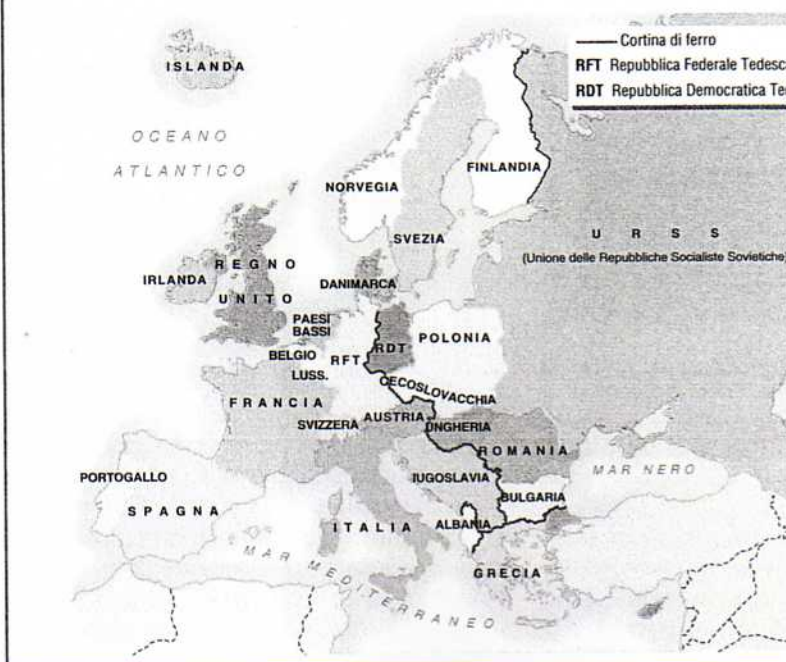 Cortina di ferro
RFT Repubblica Federale Tedesc
RDT Repubblica Democratica Te
ISLANDA
OCEANO
ATLANTICO
FINLANDIA
NORVEGIA
SVEZIA
URSS
(Unione delle Repubbliche Socialiste Sovietiche)
IRLANDA
REGNO
UNITO
DANIMARCA
PAESI
BASSI
BELGIO
LUSS.
RFT
RDT
POLONIA
CECOSLOVACCHIA
FRANCIA
SVIZZERA
AUSTRIA
UNGHERIA
ROMANIA
IUGOSLAVIA
BULGARIA
MAR NERO
PORTOGALLO
SPAGNA
ITALIA
ALBANIA
GRECIA
MAR MEDITERRANEO